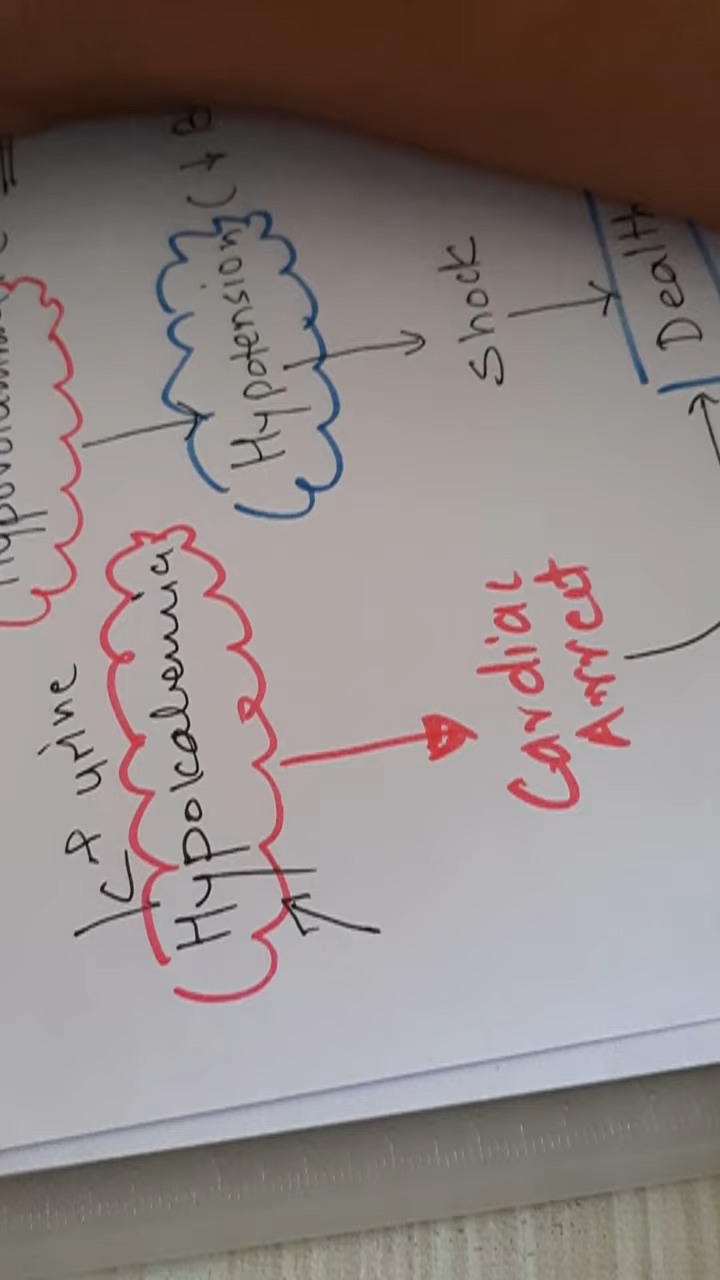 Hypotension (↓ B
Shock
Death
K+ urine
Hypokalemia
Cardiac
Arrest